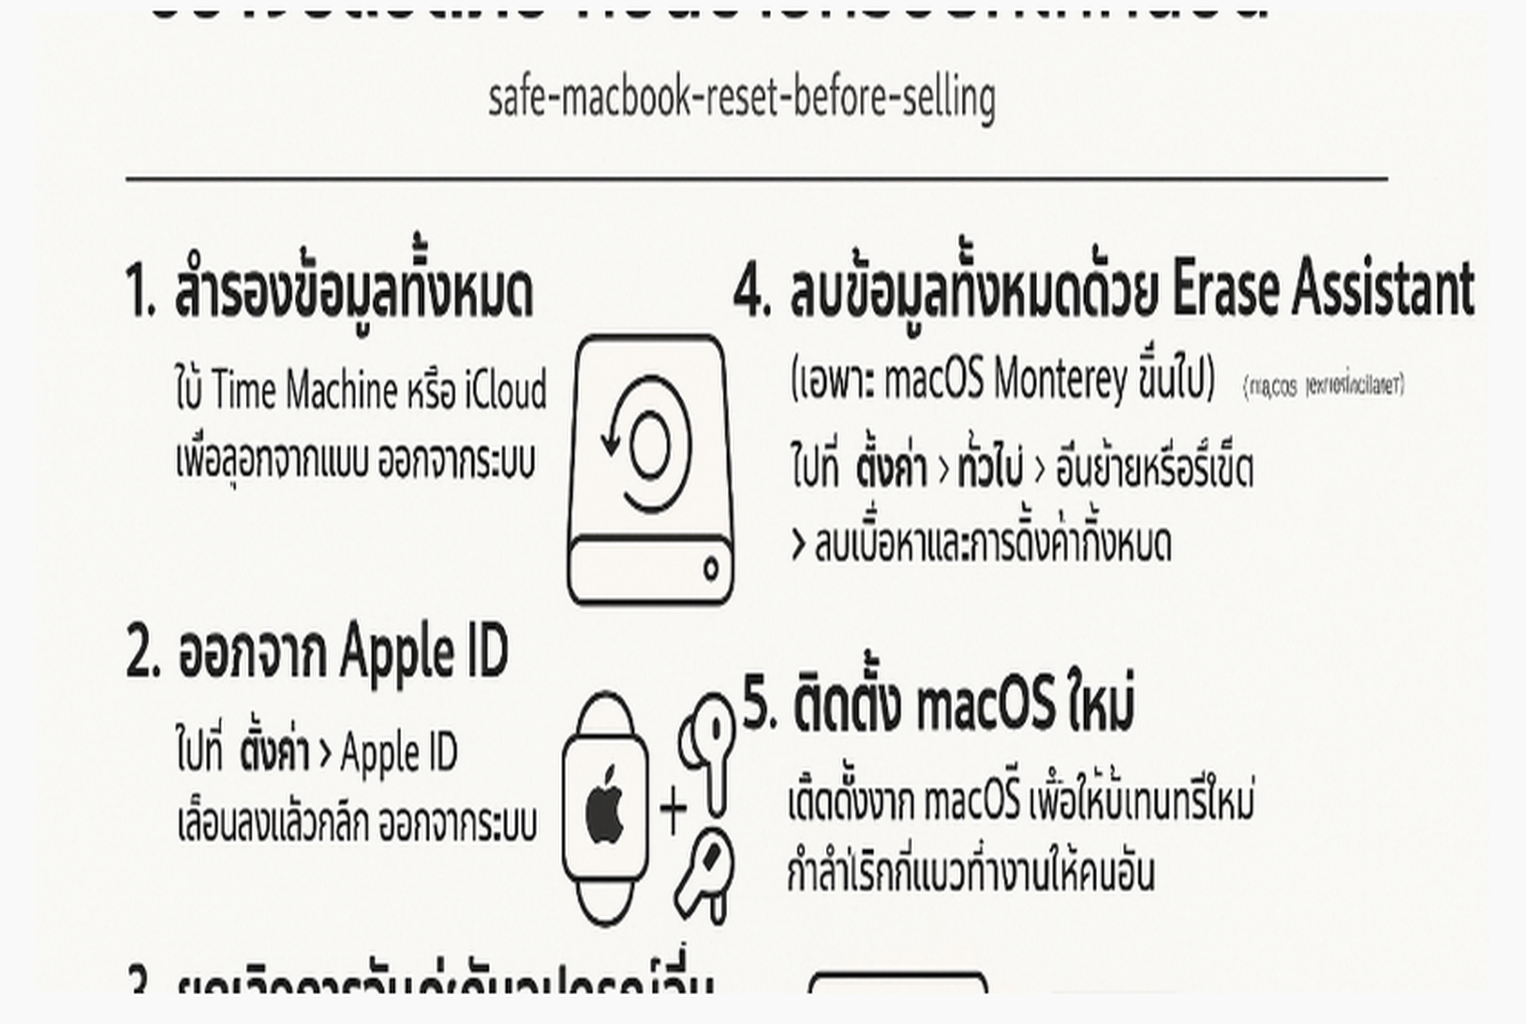 safe-macbook-reset-before-selling
1. สำรองข้อมูลทั้งหมด
ใบ้ Time Machine หรือ iCloud
เพื่อลุอทจากแบบ ออกจากระบบ
2. ออกจาก Apple ID
ไปที่ ตั้งค่า › Apple ID
เลื่อนลงแล้วกลึก ออกจากระบบ
4. ลบข้อมูลทั้งหมดด้วย Erase Assistant
(เอพาะ macOS Monterey ขึ้นไป)
ไปที่ ตั้งค่า › ทั่วไป › อึนย้ายหรือรีเซ็ต
› ลบเบื้อหาและการดิ้งค่ากิ้งหมด
5. ติดตั้ง macOS ใหม่
เติดดั้งงาก macOS เพื่อให้บ้เทนทรีใหม่
กำลำเริกกี่แบวที่างานให้คนอัน